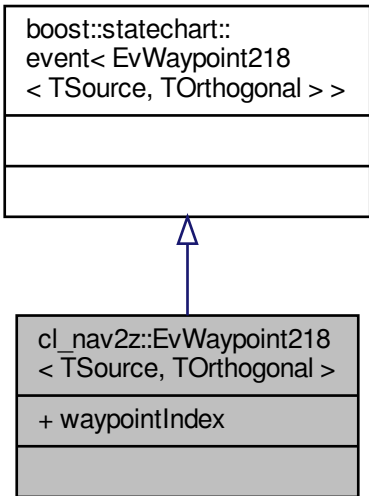 boost::statechart::
event< EvWaypoint218
< TSource, TOrthogonal > >
cl_nav2z::EvWaypoint218
< TSource, TOrthogonal >
+ waypointIndex